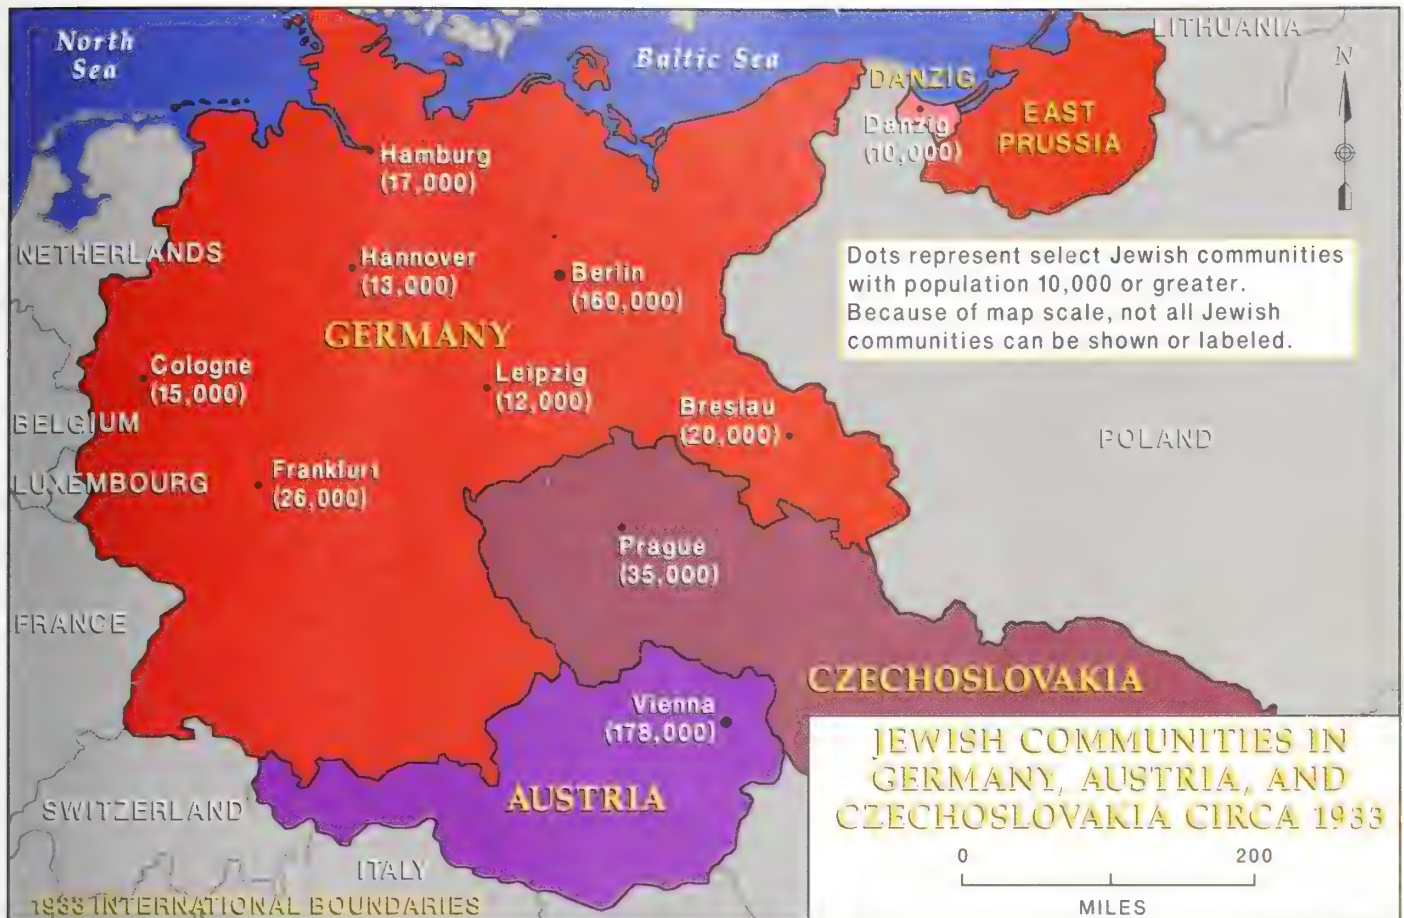 North
Sea
Baltic Sea
LITHUANIA
N
DANZIG
Danzig
(10,000)
EAST
PRUSSIA
Hamburg
(17,000)
NETHERLANDS
Hannover
(13,000)
Berlin
(160,000)
Dots represent select Jewish communities
with population 10,000 or greater.
Because of map scale, not all Jewish
communities can be shown or labeled.
GERMANY
Cologne
(15,000)
Leipzig
(12,000)
Breslau
(20,000)
BELGIUM
POLAND
LUXEMBOURG
Frankfurt
(26,000)
Prague
(35,000)
FRANCE
CZECHOSLOVAKIA
Vienna
(178,000)
AUSTRIA
SWITZERLAND
ITALY
JEWISH COMMUNITIES IN
GERMANY, AUSTRIA, AND
CZECHOSLOVAKIA CIRCA 1933
0 200
MILES
1933 INTERNATIONAL BOUNDARIES